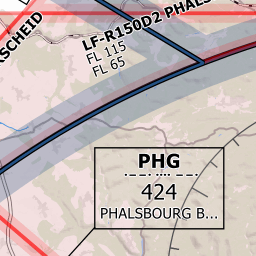 SCHEID
LF-R150D2 PHALS
FL 115
FL 65
PHG
.--. .... --.
424
PHALSBOURG B...